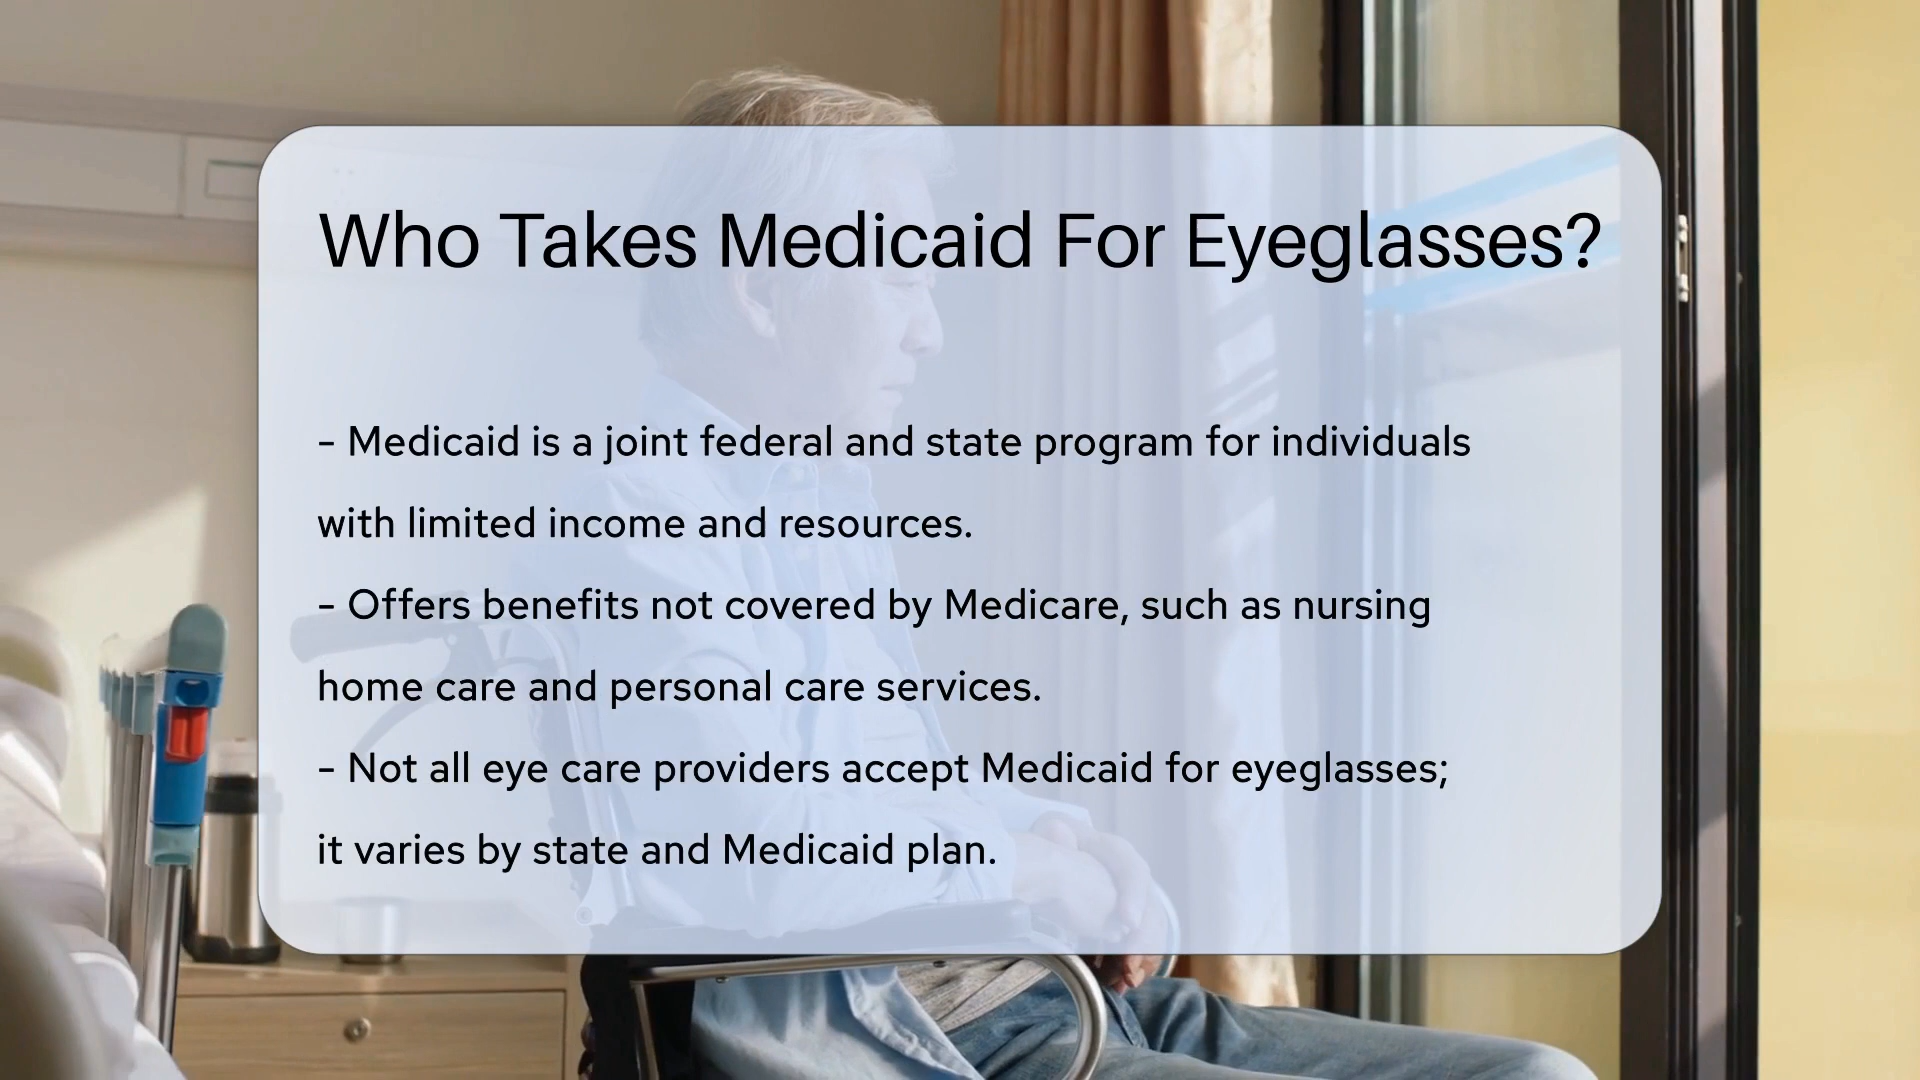 Who Takes Medicaid For Eyeglasses?
– Medicaid is a joint federal and state program for individuals
with limited income and resources.
– Offers benefits not covered by Medicare, such as nursing
home care and personal care services.
– Not all eye care providers accept Medicaid for eyeglasses;
it varies by state and Medicaid plan.